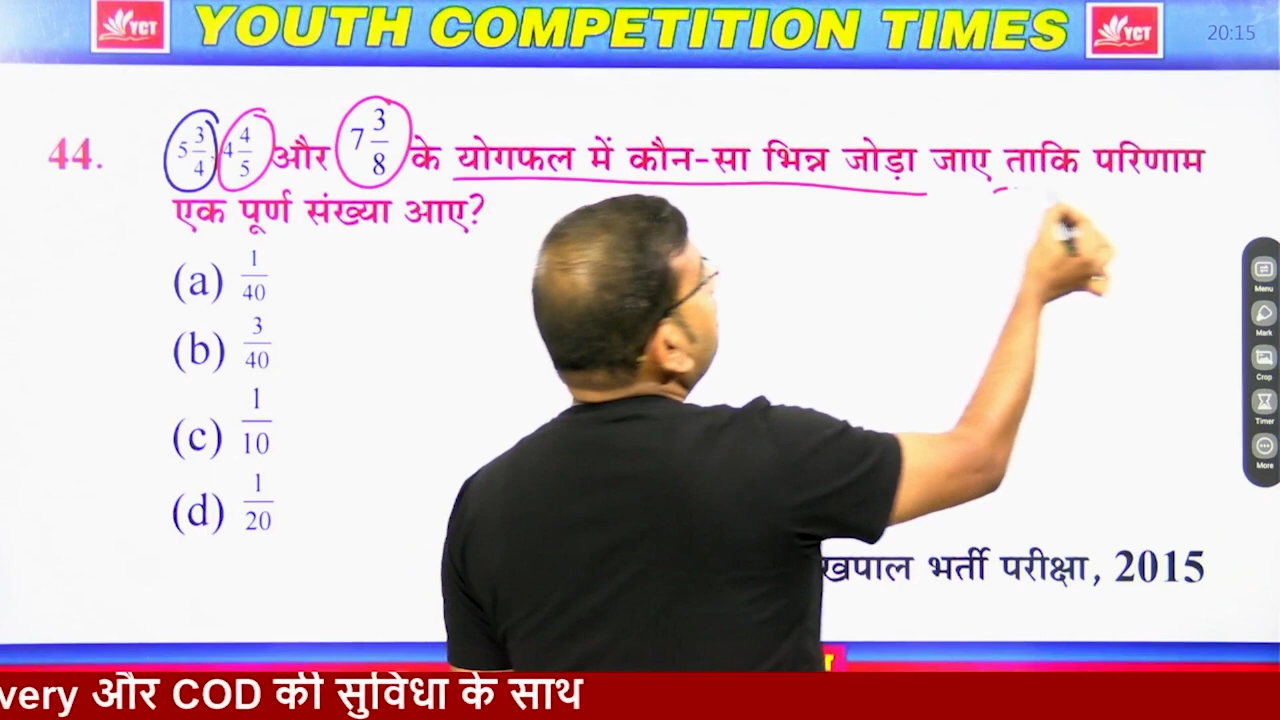 YCT YOUTH COMPETITION TIMES YCT 20:15
44. 5 3/4, 4 4/5 और 7 3/8 के योगफल में कौन-सा भिन्न जोड़ा जाए ताकि परिणाम
एक पूर्ण संख्या आए?
(a) 1/40
(b) 3/40
(c) 1/10
(d) 1/20
Menu
Mark
Crop
Timer
More
भर्ती परीक्षा, 2015
और COD की सुविधा के साथ